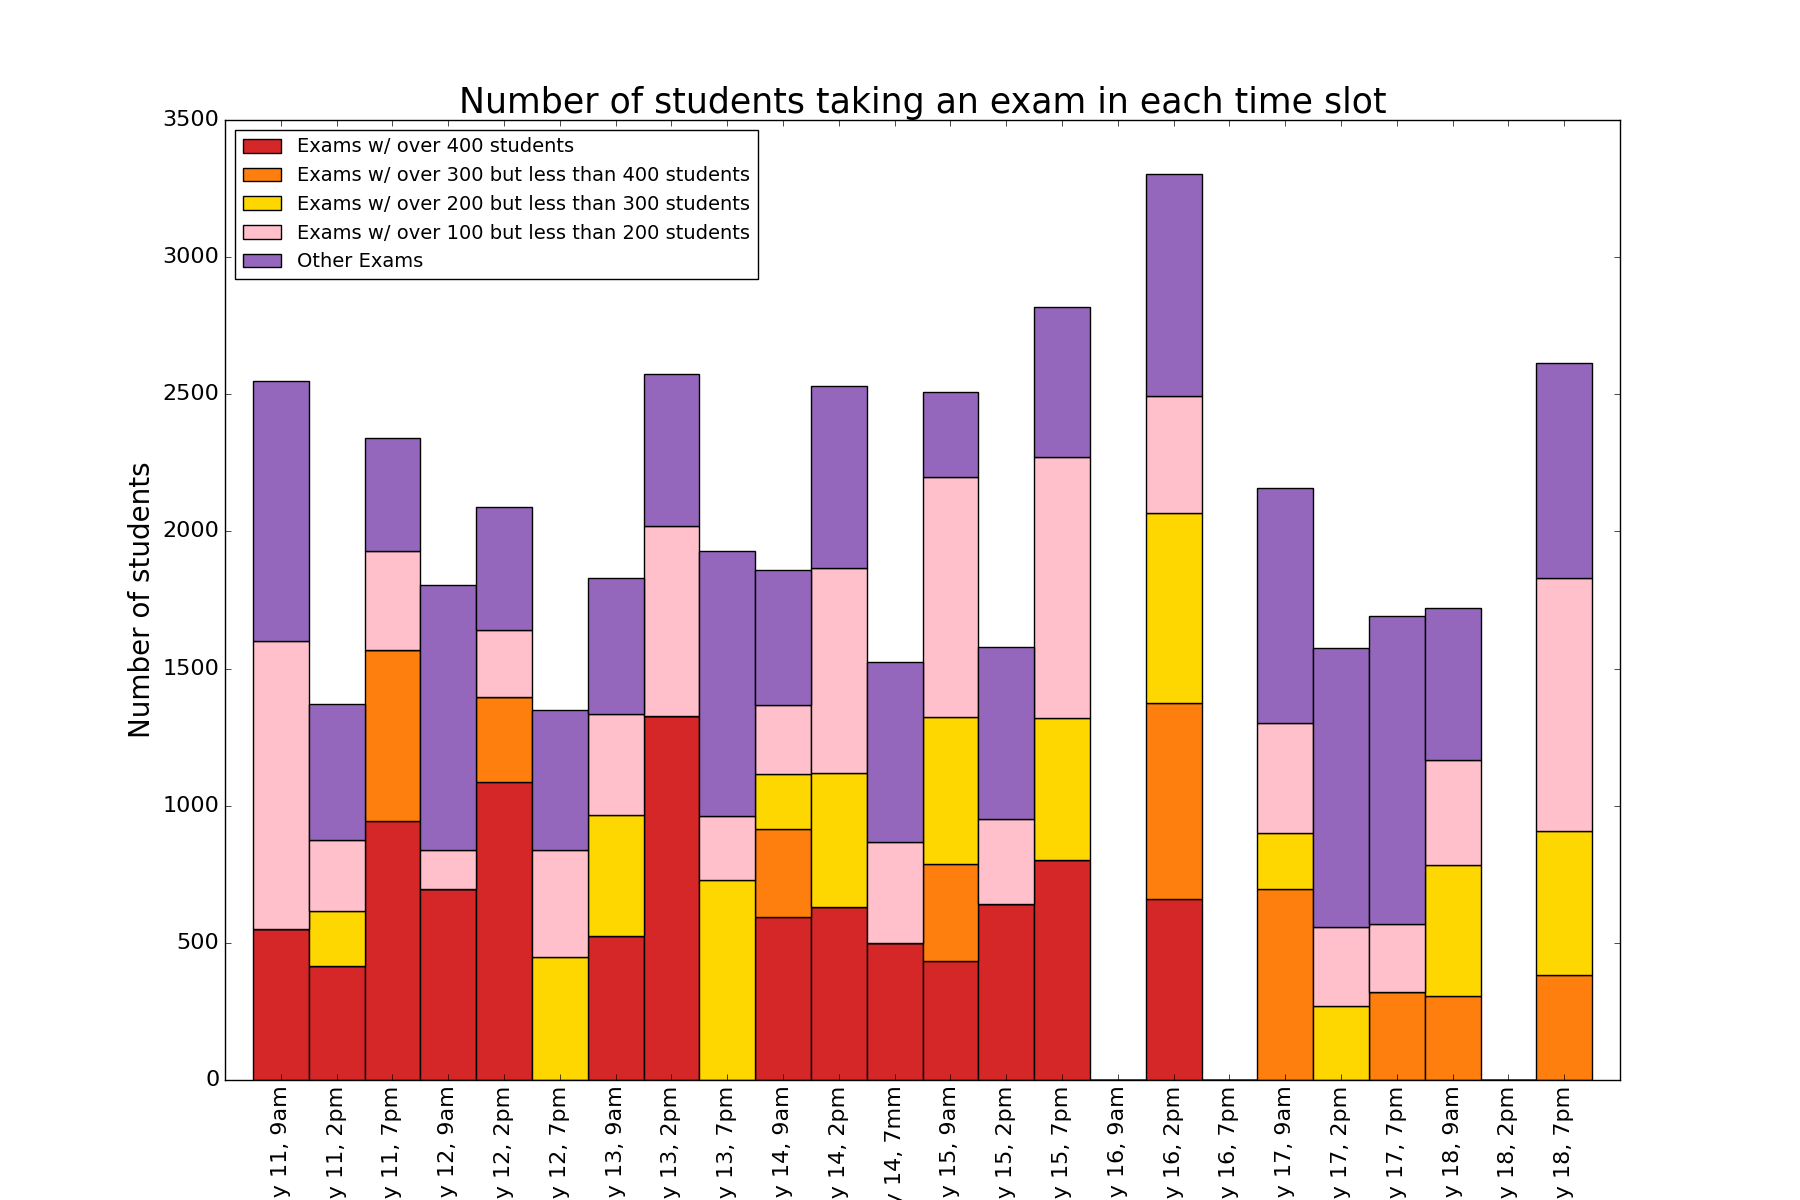 Number of students taking an exam in each time slot
3500
3000
2500
2000
1500
1000
500
0
Number of students
Exams w/ over 400 students
Exams w/ over 300 but less than 400 students
Exams w/ over 200 but less than 300 students
Exams w/ over 100 but less than 200 students
Other Exams
y 11, 9am
y 11, 2pm
y 11, 7pm
y 12, 9am
y 12, 2pm
y 12, 7pm
y 13, 9am
y 13, 2pm
y 13, 7pm
y 14, 9am
y 14, 2pm
y 14, 7mm
y 15, 9am
y 15, 2pm
y 15, 7pm
y 16, 9am
y 16, 2pm
y 16, 7pm
y 17, 9am
y 17, 2pm
y 17, 7pm
y 18, 9am
y 18, 2pm
y 18, 7pm